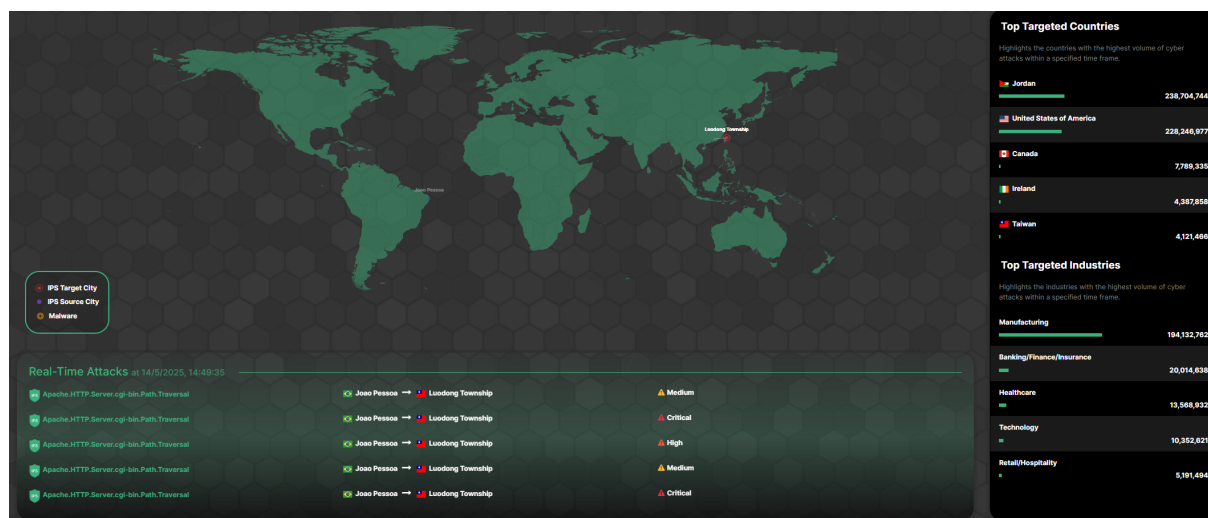 Luodong Township
Joao Pessoa
IPS Target City
IPS Source City
Malware
Real-Time Attacks at 14/5/2025, 14:49:35
IPS Apache.HTTP.Server.cgi-bin.Path.Traversal Joao Pessoa → Luodong Township Medium
IPS Apache.HTTP.Server.cgi-bin.Path.Traversal Joao Pessoa → Luodong Township Critical
IPS Apache.HTTP.Server.cgi-bin.Path.Traversal Joao Pessoa → Luodong Township High
IPS Apache.HTTP.Server.cgi-bin.Path.Traversal Joao Pessoa → Luodong Township Medium
IPS Apache.HTTP.Server.cgi-bin.Path.Traversal Joao Pessoa → Luodong Township Critical
Top Targeted Countries
Highlights the countries with the highest volume of cyber
attacks within a specified time frame.
Jordan
238,704,744
United States of America
228,246,977
Canada
7,789,335
Ireland
4,387,858
Taiwan
4,121,466
Top Targeted Industries
Highlights the industries with the highest volume of cyber
attacks within a specified time frame.
Manufacturing
194,132,762
Banking/Finance/Insurance
20,014,638
Healthcare
13,568,932
Technology
10,352,621
Retail/Hospitality
5,191,494